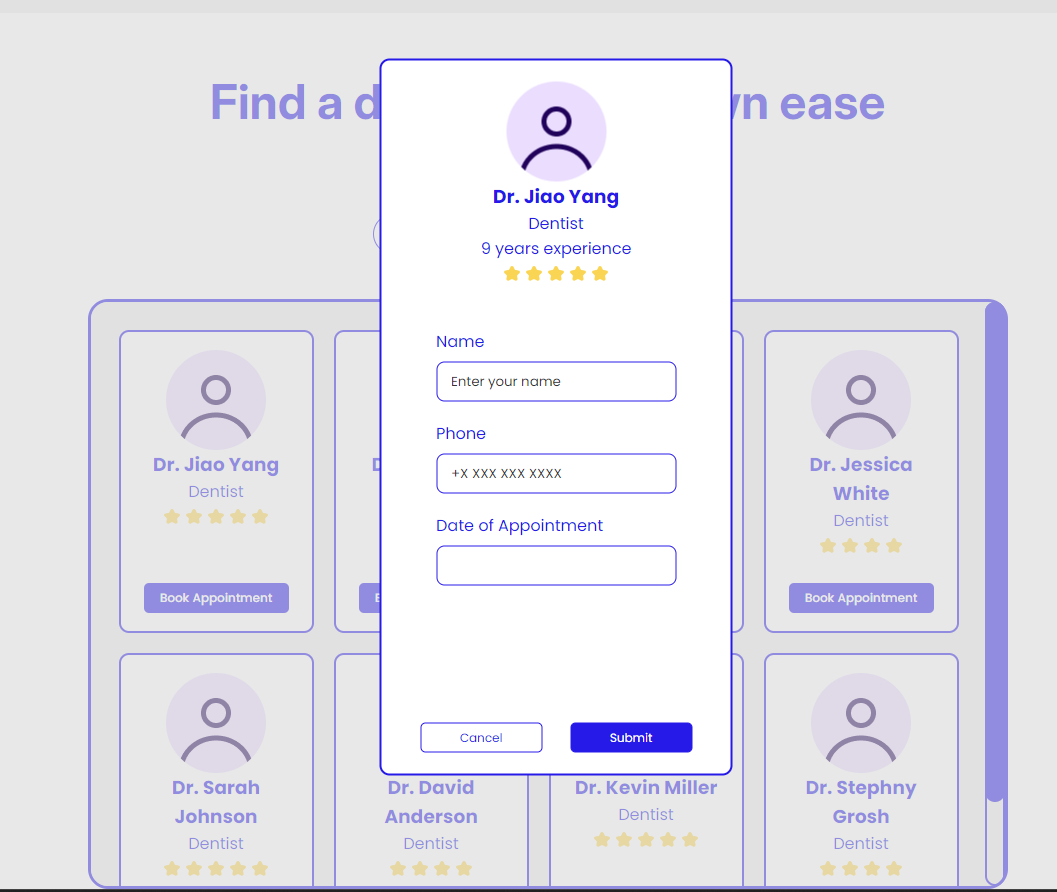 Find a d
wn ease
Dr. Jiao Yang
Dentist
9 years experience
Name
Enter your name
Phone
+X XXX XXX XXXX
Date of Appointment
Cancel
Submit
Dr. Jiao Yang
Dentist
Book Appointment
Dr. Jessica
White
Dentist
Book Appointment
Dr. Sarah
Johnson
Dentist
Dr. David
Anderson
Dentist
Dr. Kevin Miller
Dentist
Dr. Stephny
Grosh
Dentist